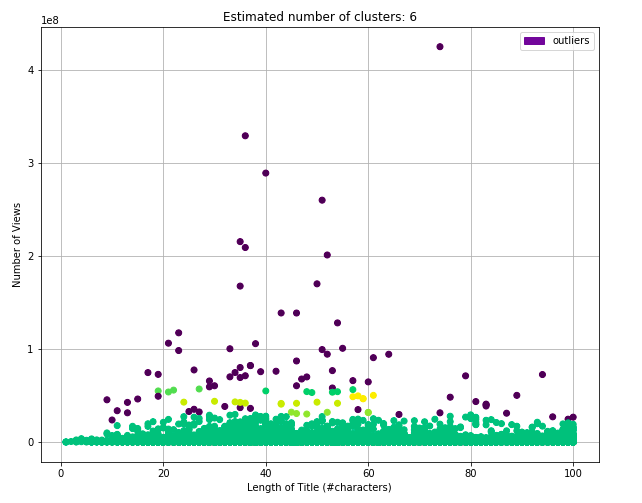 Estimated number of clusters: 6
1e8
outliers
4
3
2
1
0
Number of Views
0 20 40 60 80 100
Length of Title (#characters)